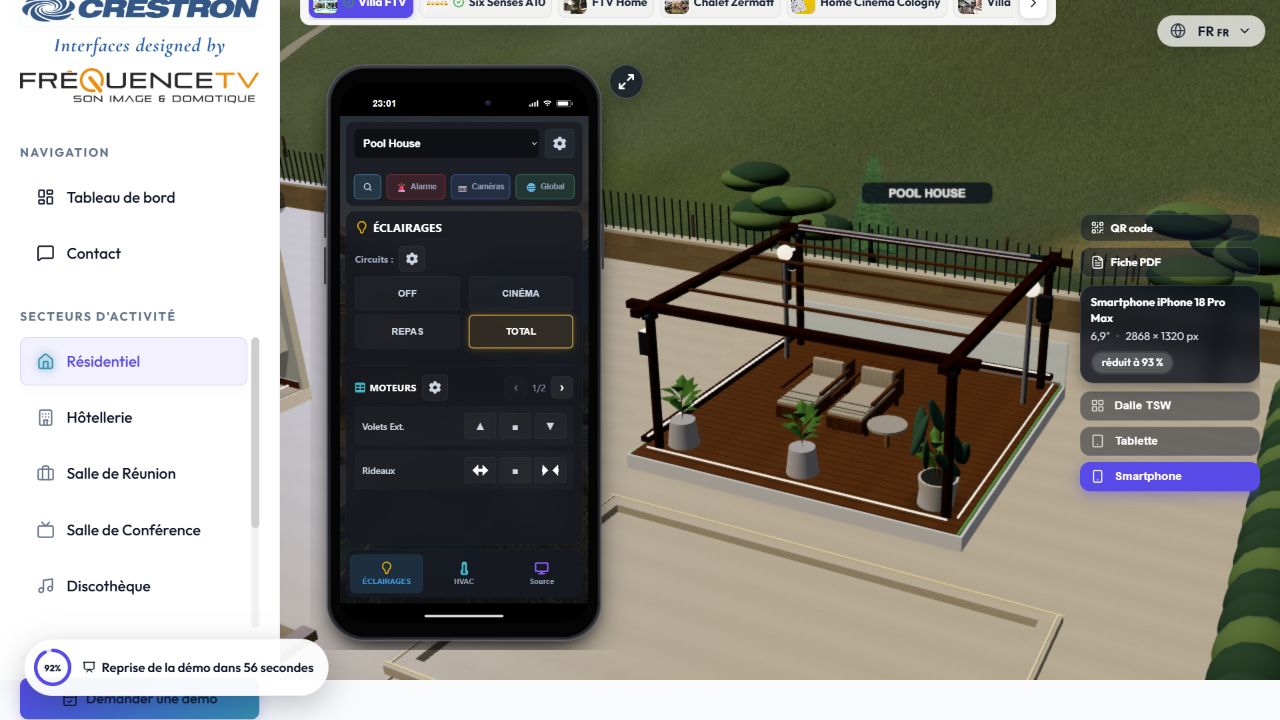 CRESTRON
Interfaces designed by
FRÉQUENCETV
SON IMAGE & DOMOTIQUE
NAVIGATION
Tableau de bord
Contact
SECTEURS D'ACTIVITÉ
Résidentiel
Hôtellerie
Salle de Réunion
Salle de Conférence
Discothèque
92%
Reprise de la démo dans 56 secondes
Demander une démo
Villa FTV
Six Senses A10
FTV Home
Chalet Zermatt
Home Cinema Cologny
Villa
FR FR
23:01
Pool House
Alarme
Caméras
Global
ÉCLAIRAGES
Circuits :
OFF
CINÉMA
REPAS
TOTAL
MOTEURS
1/2
Volets Ext.
Rideaux
ÉCLAIRAGES
HVAC
Source
POOL HOUSE
QR code
Fiche PDF
Smartphone iPhone 18 Pro
Max
6,9" · 2868 × 1320 px
réduit à 93 %
Dalle TSW
Tablette
Smartphone